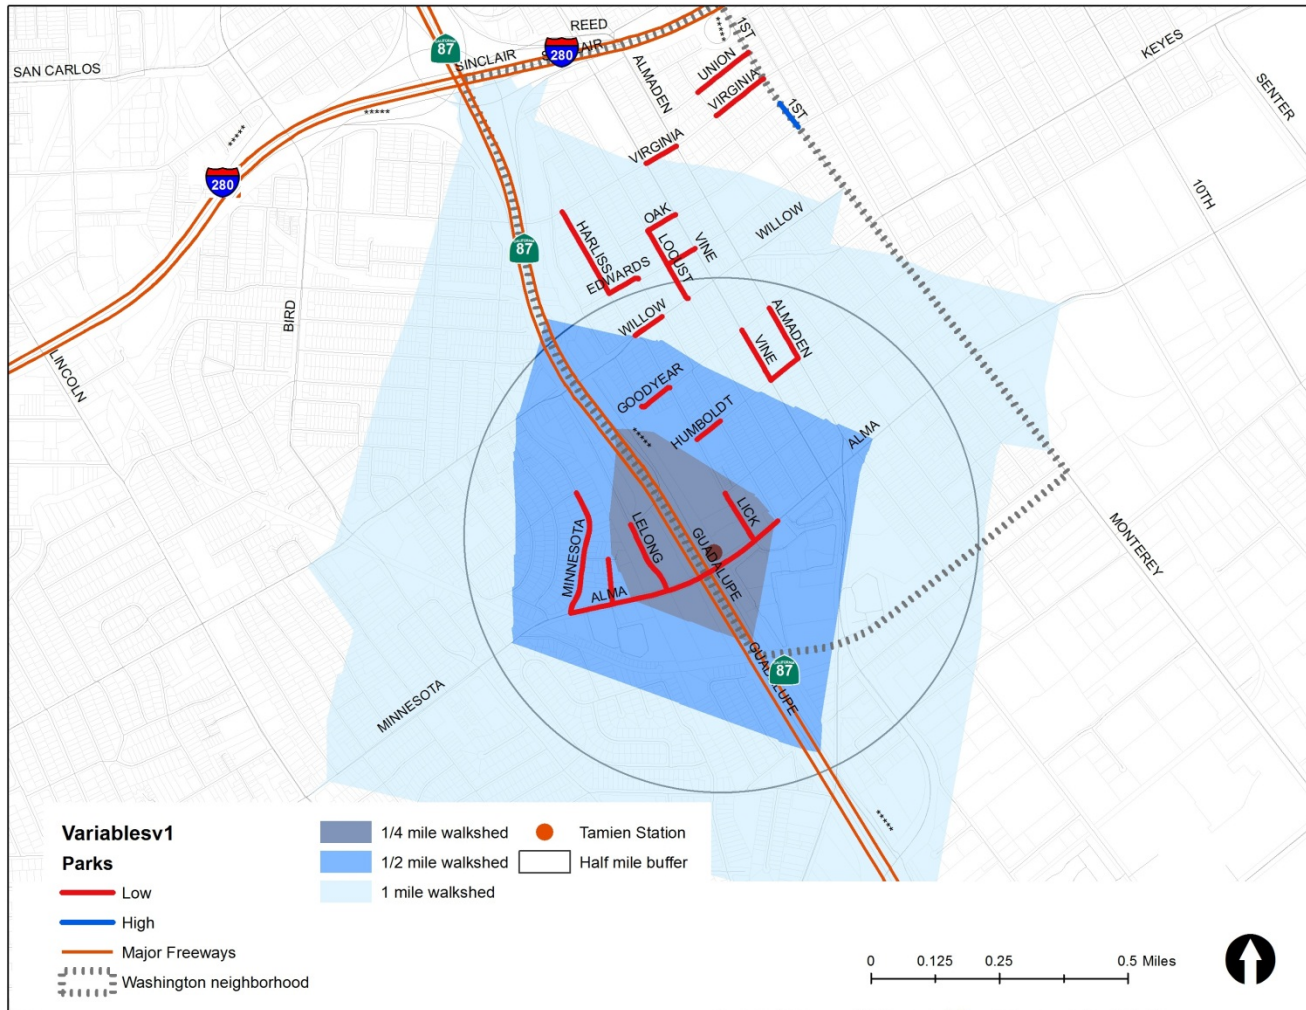 REED
1ST
KEYES
CALIFORNIA
87
SINCLAIR
280
SAN CARLOS
ALMADEN
UNION
VIRGINIA
SENTER
1ST
*****
*****
*****
VIRGINIA
280
10TH
OAK
WILLOW
HARLISS
LOCUST
VINE
CALIFORNIA
87
EDWARDS
BIRD
WILLOW
ALMADEN
VINE
LINCOLN
GOODYEAR
HUMBOLDT
ALMA
*****
LICK
LELONG
MINNESOTA
GUADALUPE
MONTEREY
ALMA
GUADALUPE
CALIFORNIA
87
MINNESOTA
*****
Variablesv1
Parks
Low
High
Major Freeways
Washington neighborhood
1/4 mile walkshed
1/2 mile walkshed
1 mile walkshed
Tamien Station
Half mile buffer
0 0.125 0.25 0.5 Miles